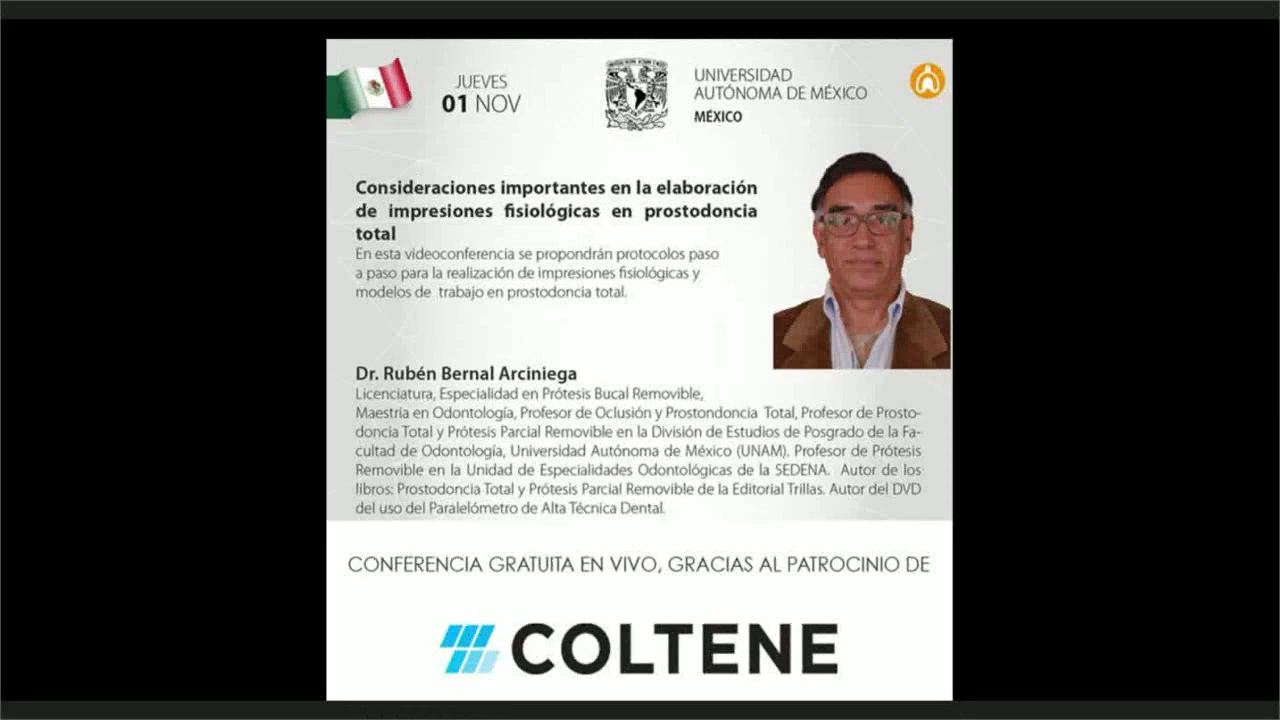 JUEVES
01 NOV
UNIVERSIDAD
AUTÓNOMA DE MÉXICO
MÉXICO
Consideraciones importantes en la elaboración
de impresiones fisiológicas en prostodoncia
total
En esta videoconferencia se propondrán protocolos paso
a paso para la realización de impresiones fisiológicas y
modelos de trabajo en prostodoncia total.
Dr. Rubén Bernal Arciniega
Licenciatura, Especialidad en Prótesis Bucal Removible,
Maestría en Odontología, Profesor de Oclusión y Prostondoncia Total, Profesor de Prosto-
doncia Total y Prótesis Parcial Removible en la División de Estudios de Posgrado de la Fa-
cultad de Odontología, Universidad Autónoma de México (UNAM). Profesor de Prótesis
Removible en la Unidad de Especialidades Odontológicas de la SEDENA. Autor de los
libros: Prostodoncia Total y Prótesis Parcial Removible de la Editorial Trillas. Autor del DVD
del uso del Paralelómetro de Alta Técnica Dental.
CONFERENCIA GRATUITA EN VIVO, GRACIAS AL PATROCINIO DE
COLTENE